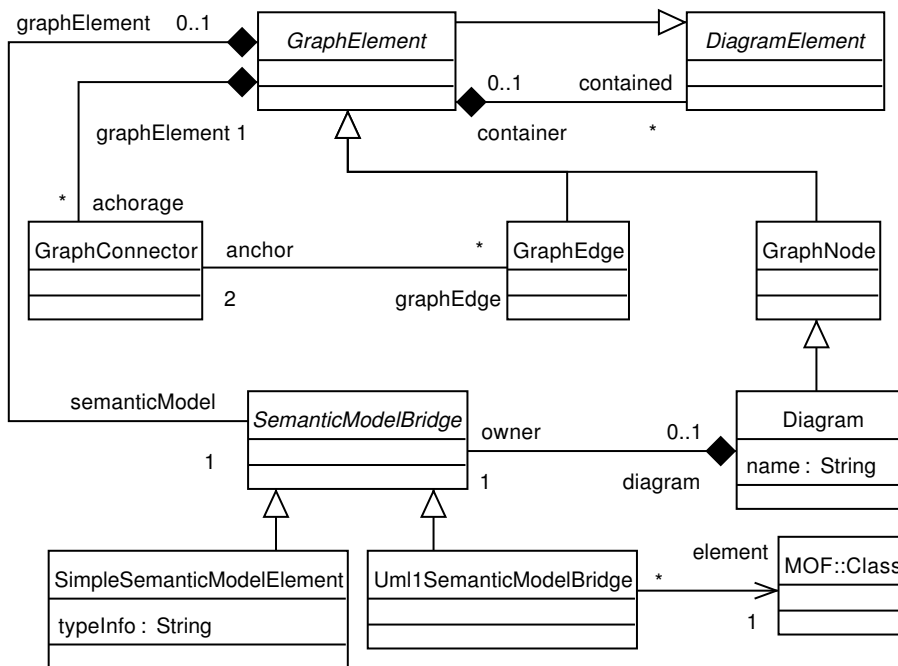 graphElement 0..1
GraphElement
DiagramElement
0..1 contained
graphElement 1
container *
* achorage
GraphConnector
anchor *
GraphEdge
GraphNode
2 graphEdge
semanticModel
SemanticModelBridge
Diagram
owner 0..1
1
1 diagram
name : String
element
SimpleSemanticModelElement
Uml1SemanticModelBridge
*
MOF::Class
typeInfo : String
1